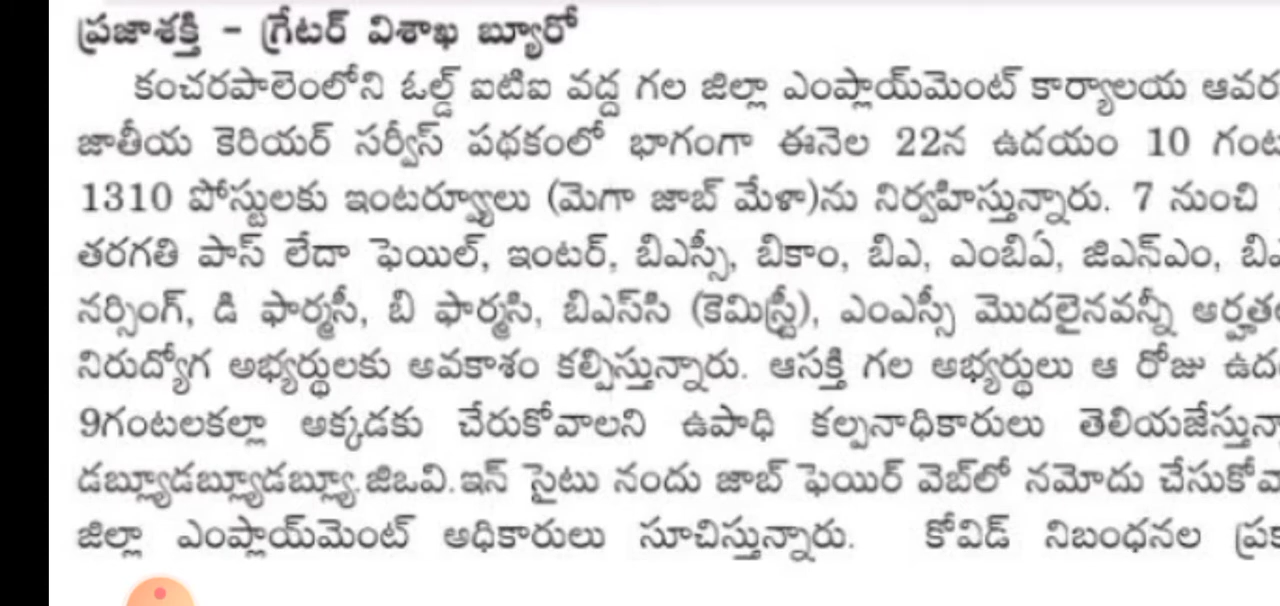 ప్రజాశక్తి - గ్రేటర్ విశాఖ బ్యూరో
కంచరపాలెంలోని ఓల్డ్ ఐటిఐ వద్ద గల జిల్లా ఎంప్లాయ్‌మెంట్ కార్యాలయ
జాతీయ కెరియర్ సర్వీస్ పథకంలో భాగంగా ఈనెల 22న ఉదయం 10
1310 పోస్టులకు ఇంటర్వ్యూలు (మెగా జాబ్ మేళా)ను నిర్వహిస్తున్నారు. 7 నుంచి
తరగతి పాస్ లేదా ఫెయిల్, ఇంటర్, బిఎస్సీ, బికాం, బిఎ, ఎంబిఏ, జిఎన్ఎం,
నర్సింగ్, డి ఫార్మసీ, బి ఫార్మసి, బిఎస్‌సి (కెమిస్ట్రీ), ఎంఎస్సీ మొదలైనవన్నీ
నిరుద్యోగ అభ్యర్థులకు అవకాశం కల్పిస్తున్నారు. ఆసక్తి గల అభ్యర్థులు ఆ రోజు
9గంటలకల్లా అక్కడకు చేరుకోవాలని ఉపాధి కల్పనాధికారులు
డబ్ల్యూడబ్ల్యూడబ్ల్యూ.జిఒవి.ఇన్ సైటు నందు జాబ్ ఫెయిర్ వెబ్‌లో నమోదు
జిల్లా ఎంప్లాయ్‌మెంట్ అధికారులు సూచిస్తున్నారు. కోవిడ్ నిబంధనల